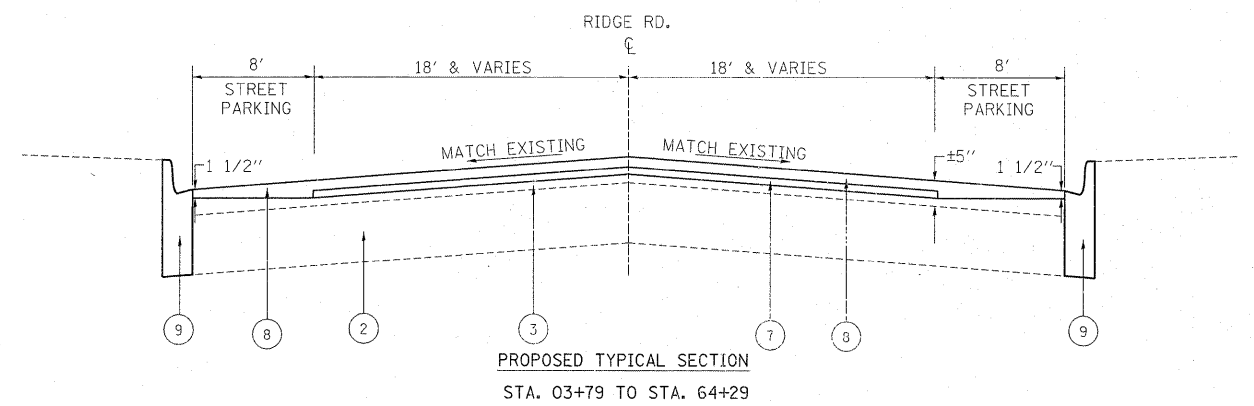 RIDGE RD.
℄
8' 18' & VARIES 18' & VARIES 8'
STREET PARKING
STREET PARKING
MATCH EXISTING MATCH EXISTING
1 1/2" ±5" 1 1/2"
9 8 2 3 7 8 9
PROPOSED TYPICAL SECTION
STA. 03+79 TO STA. 64+29